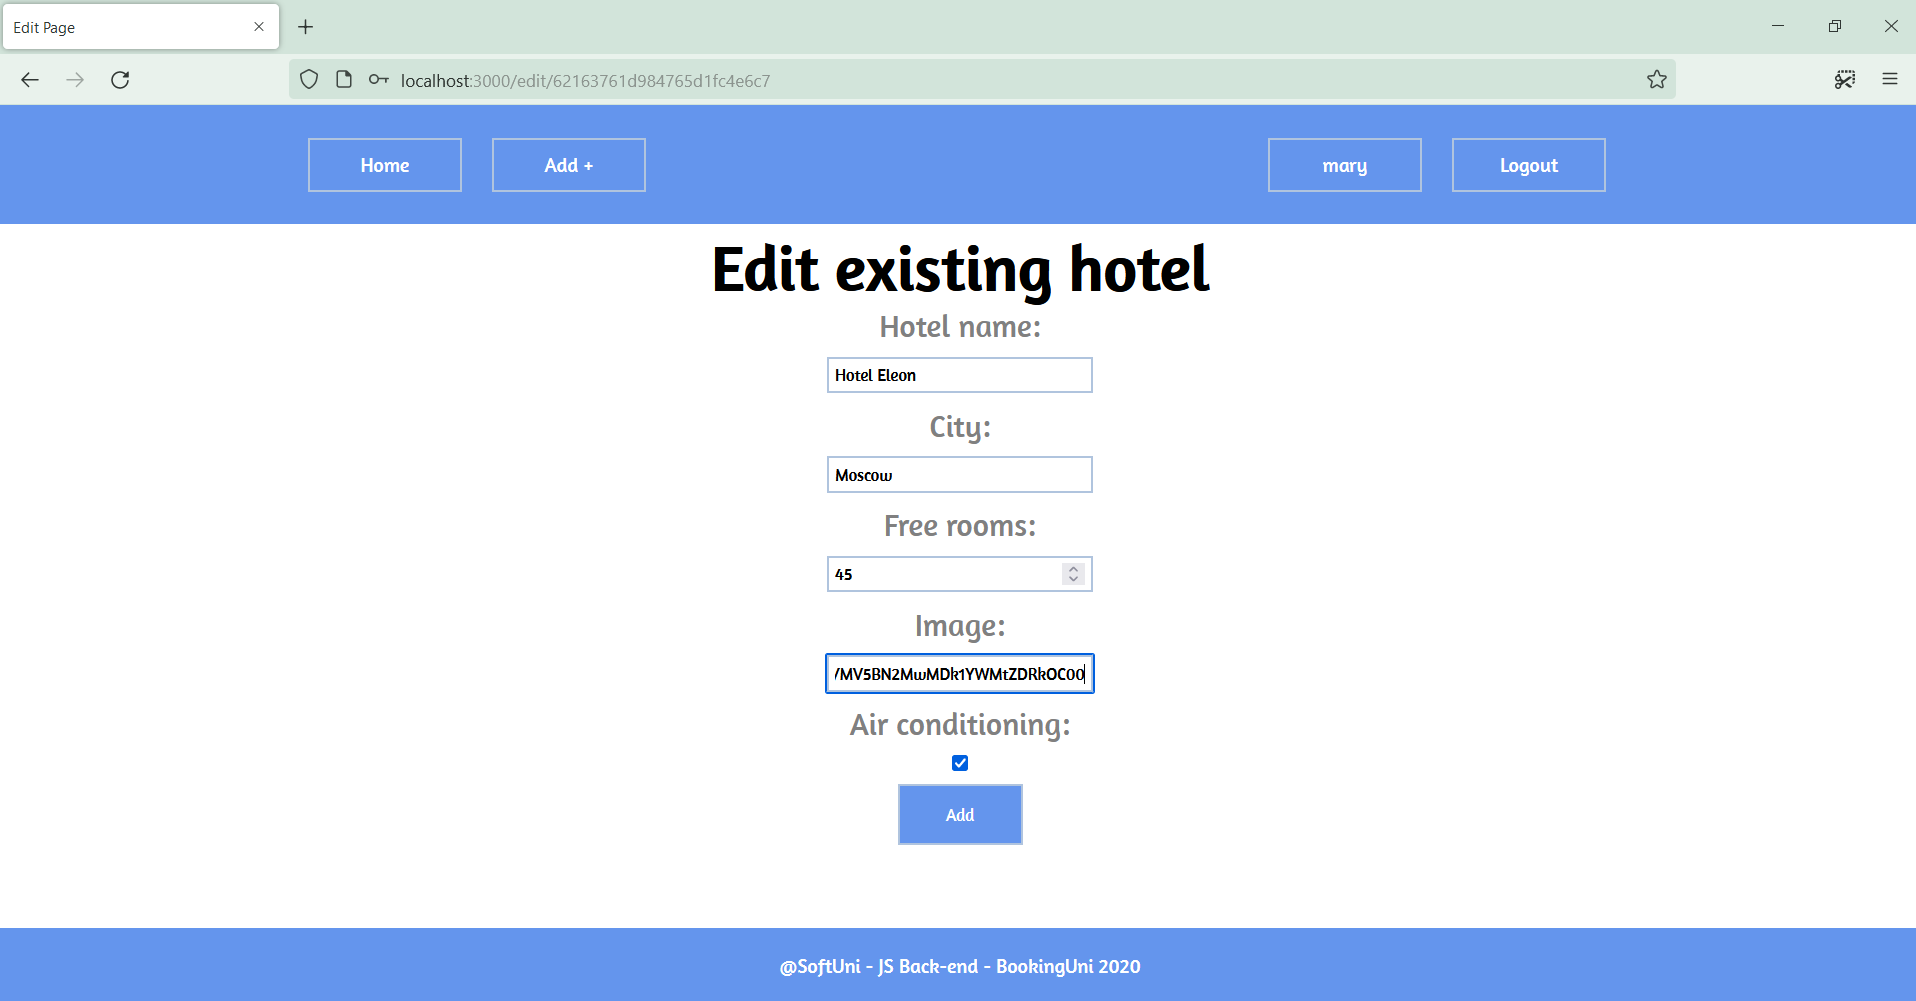 Edit Page
localhost:3000/edit/62163761d984765d1fc4e6c7
Home Add + mary Logout
Edit existing hotel
Hotel name:
Hotel Eleon
City:
Moscow
Free rooms:
45
Image:
/MV5BN2MwMDk1YWMtZDRkOC00
Air conditioning:
Add
@SoftUni - JS Back-end - BookingUni 2020